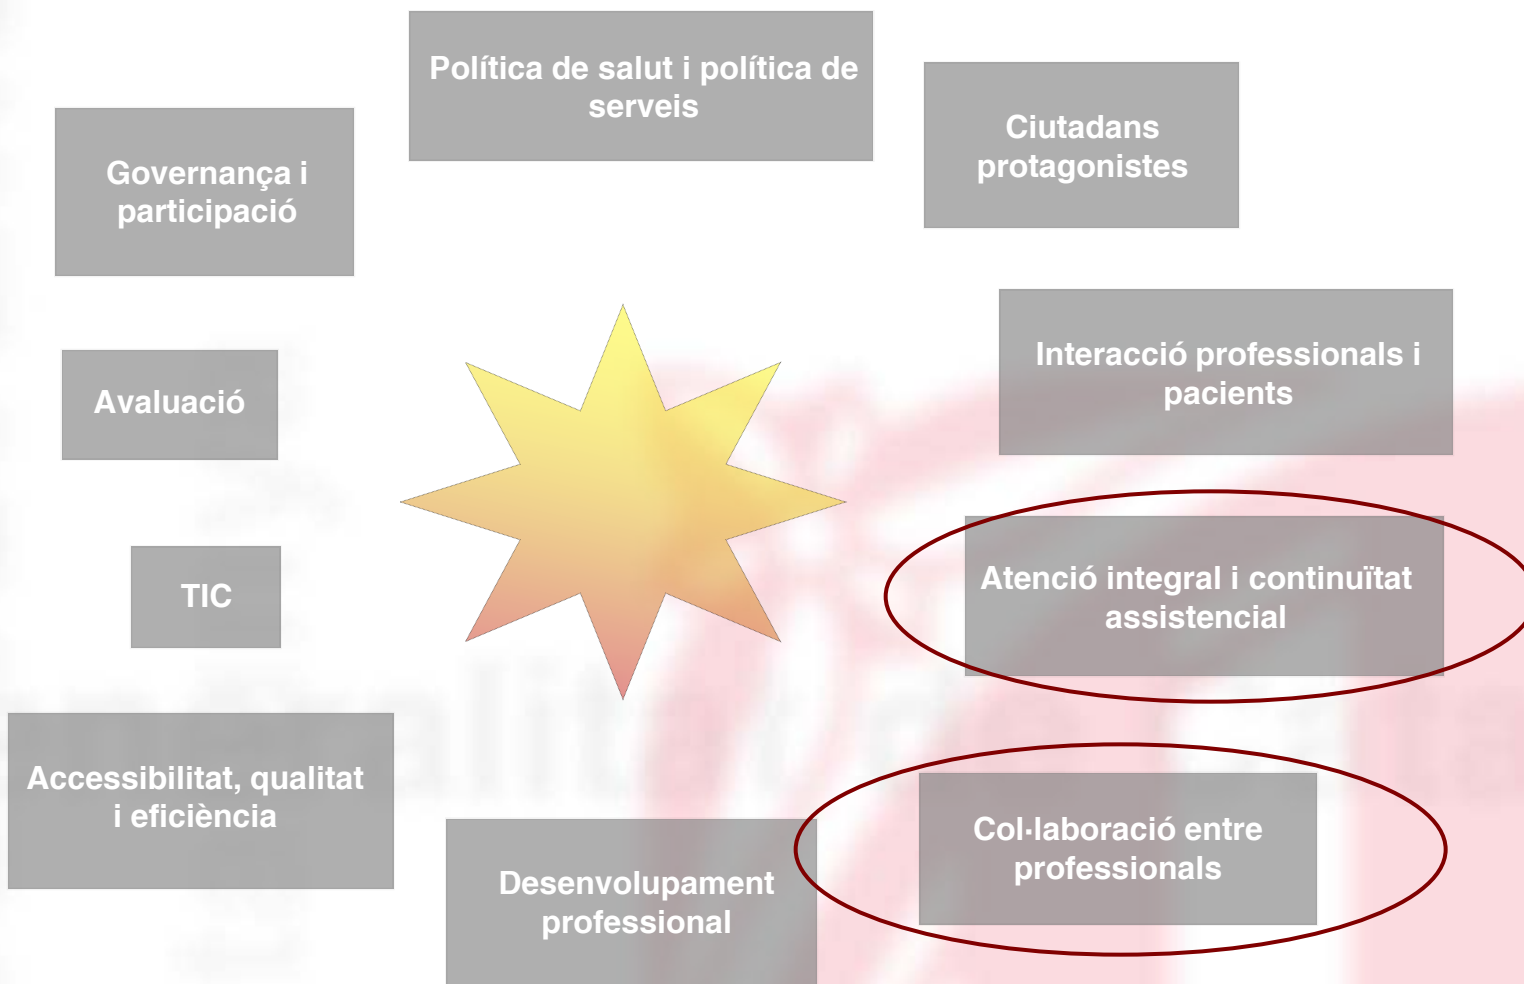 Política de salut i política de
serveis
Ciutadans
protagonistes
Governança i
participació
Interacció professionals i
pacients
Avaluació
Atenció integral i continuïtat
assistencial
TIC
Accessibilitat, qualitat
i eficiència
Col·laboració entre
professionals
Desenvolupament
professional